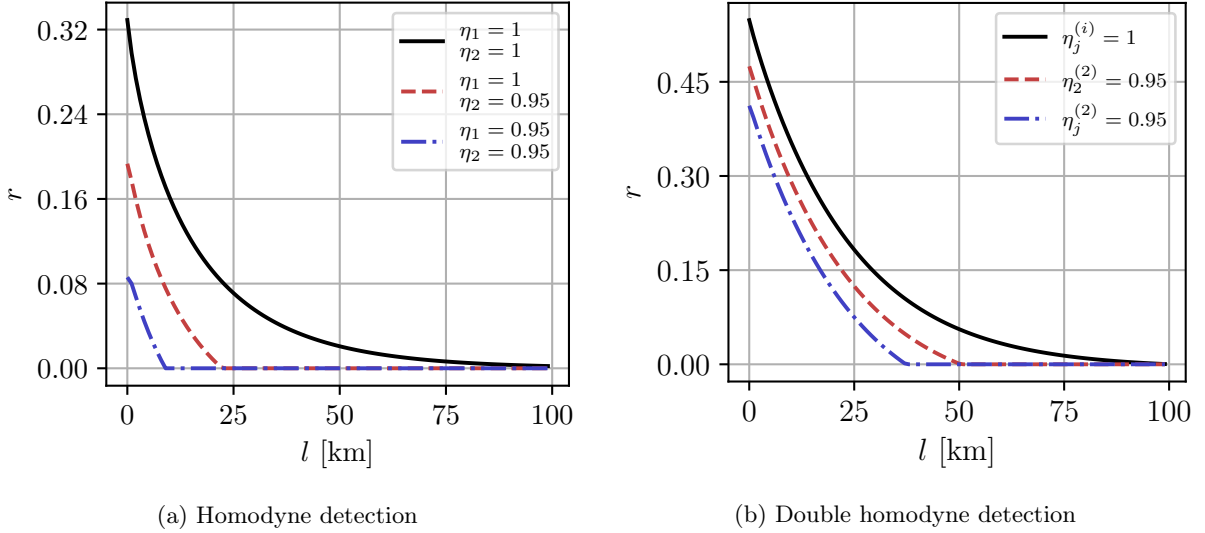 0.32
0.24
0.16
0.08
0.00
r
0
25
50
75
100
l [km]
η₁ = 1
η₂ = 1
η₁ = 1
η₂ = 0.95
η₁ = 0.95
η₂ = 0.95
(a) Homodyne detection
0.45
0.30
0.15
0.00
r
0
25
50
75
100
l [km]
η_j^{(i)} = 1
η_2^{(2)} = 0.95
η_j^{(2)} = 0.95
(b) Double homodyne detection